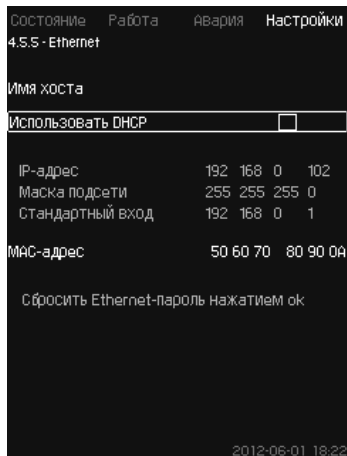 Состояние Работа Авария Настройки
4.5.5 - Ethernet
Имя хоста
Использовать DHCP
IP-адрес 192 168 0 102
Маска подсети 255 255 255 0
Стандартный вход 192 168 0 1
MAC-адрес 50 60 70 80 90 0A
Сбросить Ethernet-пароль нажатием ok
2012-06-01 18:22